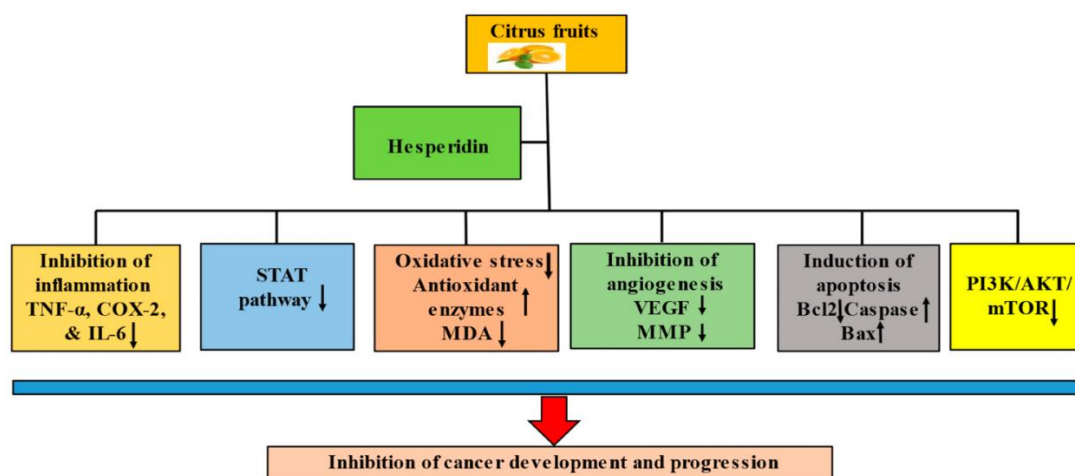 Citrus fruits
Hesperidin
Inhibition of
inflammation
TNF-α, COX-2,
& IL-6↓
STAT
pathway ↓
Oxidative stress↓
Antioxidant
enzymes ↑
MDA ↓
Inhibition of
angiogenesis
VEGF ↓
MMP ↓
Induction of
apoptosis
Bcl2↓Caspase↑
Bax↑
PI3K/AKT/
mTOR↓
Inhibition of cancer development and progression